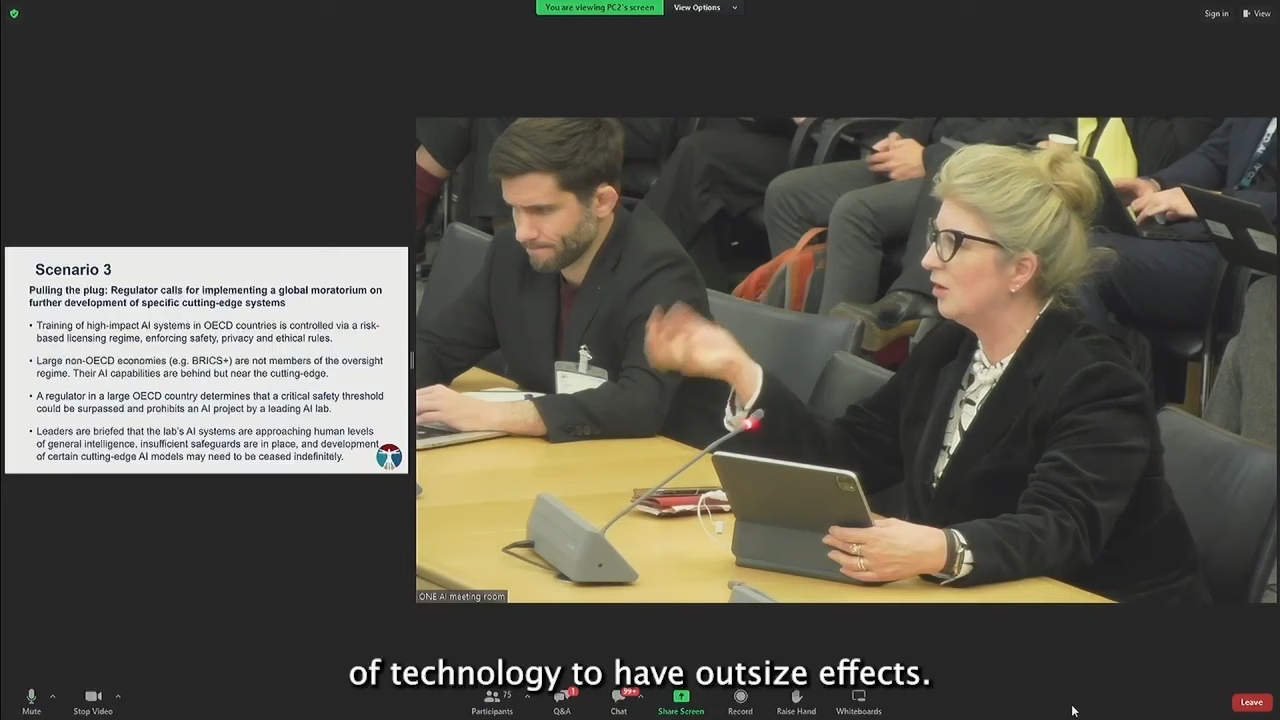 You are viewing PC2's screen
View Options
Sign in
View
Scenario 3
Pulling the plug: Regulator calls for implementing a global moratorium on
further development of specific cutting-edge systems
• Training of high-impact AI systems in OECD countries is controlled via a risk-
based licensing regime, enforcing safety, privacy and ethical rules.
• Large non-OECD economies (e.g. BRICS+) are not members of the oversight
regime. Their AI capabilities are behind but near the cutting-edge.
• A regulator in a large OECD country determines that a critical safety threshold
could be surpassed and prohibits an AI project by a leading AI lab.
• Leaders are briefed that the lab's AI systems are approaching human levels
of general intelligence, insufficient safeguards are in place, and development
of certain cutting-edge AI models may need to be ceased indefinitely.
ONE AI meeting room
of technology to have outsize effects.
75
1
99+
Mute
Stop Video
Participants
Q&A
Chat
Share Screen
Record
Raise Hand
Whiteboards
Leave